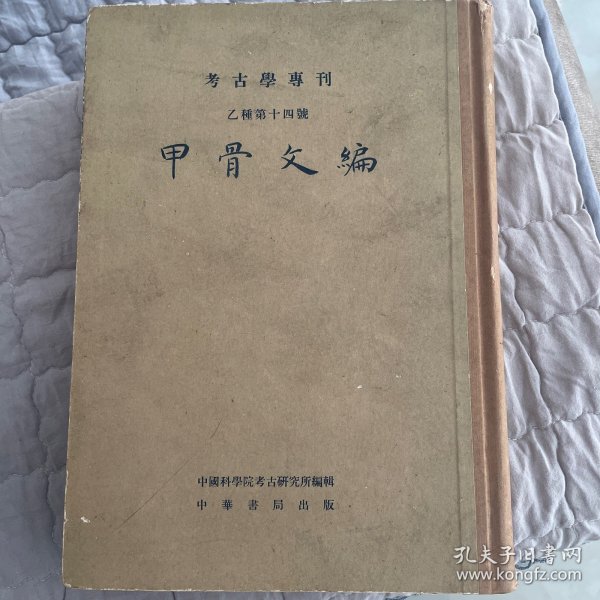 考古學專刊
乙種第十四號
甲骨文編
中國科學院考古研究所編輯
中華書局出版
孔夫子旧书网
www.kongfz.com